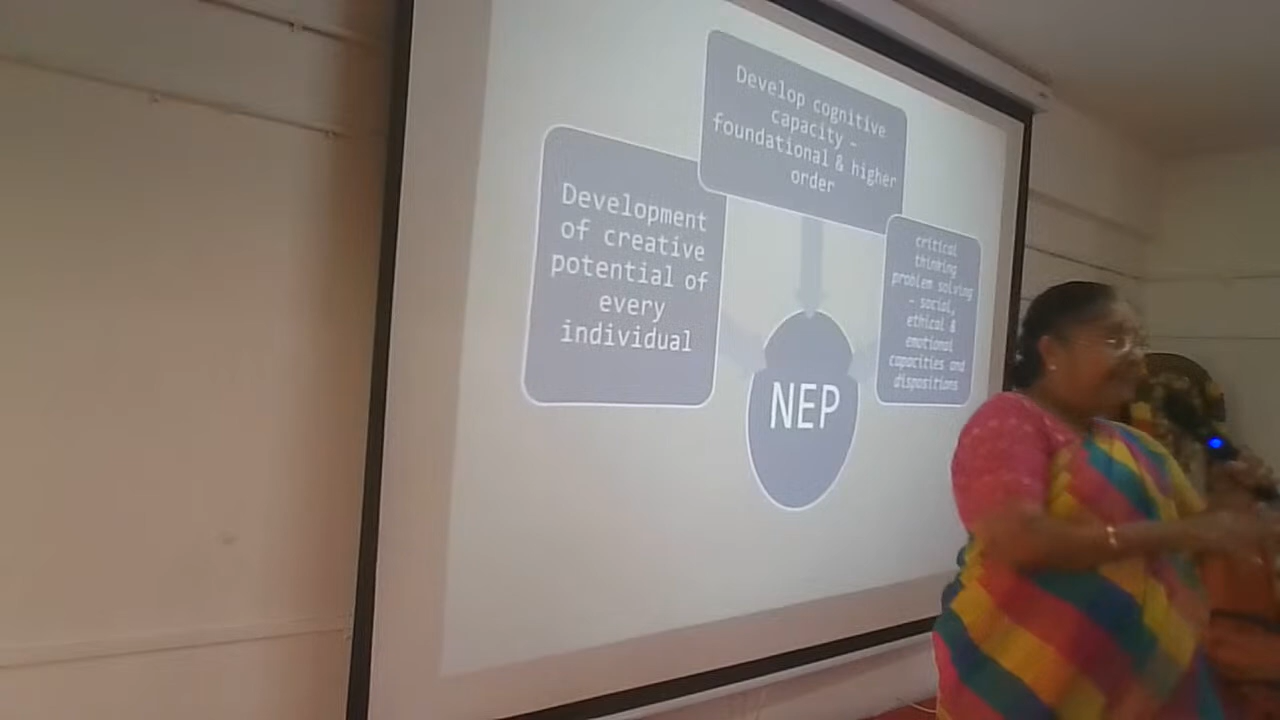 Develop cognitive
capacity –
foundational & higher
order
Development
of creative
potential of
every
individual
critical
thinking
problem solving
– social,
ethical &
emotional
capacities and
dispositions
NEP